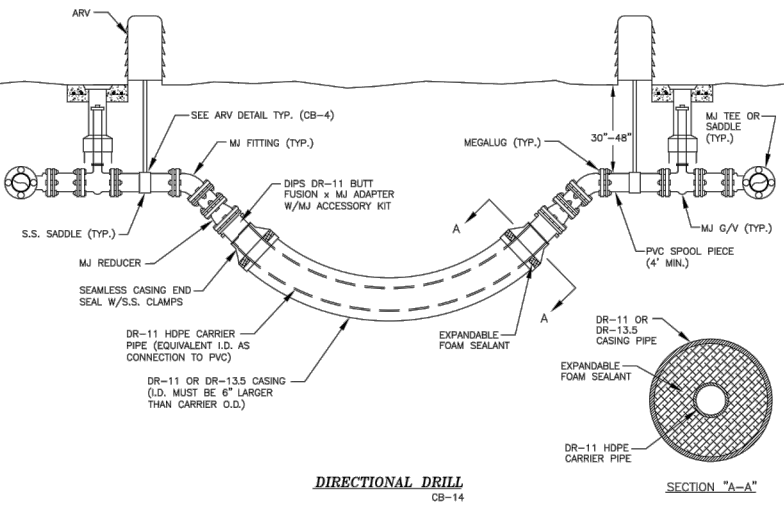 ARV
SEE ARV DETAIL TYP. (CB-4)
MJ FITTING (TYP.)
DIPS DR-11 BUTT
FUSION x MJ ADAPTER
W/MJ ACCESSORY KIT
MEGALUG (TYP.)
30"-48"
MJ TEE OR
SADDLE
(TYP.)
S.S. SADDLE (TYP.)
MJ REDUCER
SEAMLESS CASING END
SEAL W/S.S. CLAMPS
DR-11 HDPE CARRIER
PIPE (EQUIVALENT I.D. AS
CONNECTION TO PVC)
DR-11 OR DR-13.5 CASING
(I.D. MUST BE 6" LARGER
THAN CARRIER O.D.)
A
A
EXPANDABLE
FOAM SEALANT
MJ G/V (TYP.)
PVC SPOOL PIECE
(4' MIN.)
DR-11 OR
DR-13.5
CASING PIPE
EXPANDABLE
FOAM SEALANT
DR-11 HDPE
CARRIER PIPE
SECTION "A-A"
DIRECTIONAL DRILL
CB-14